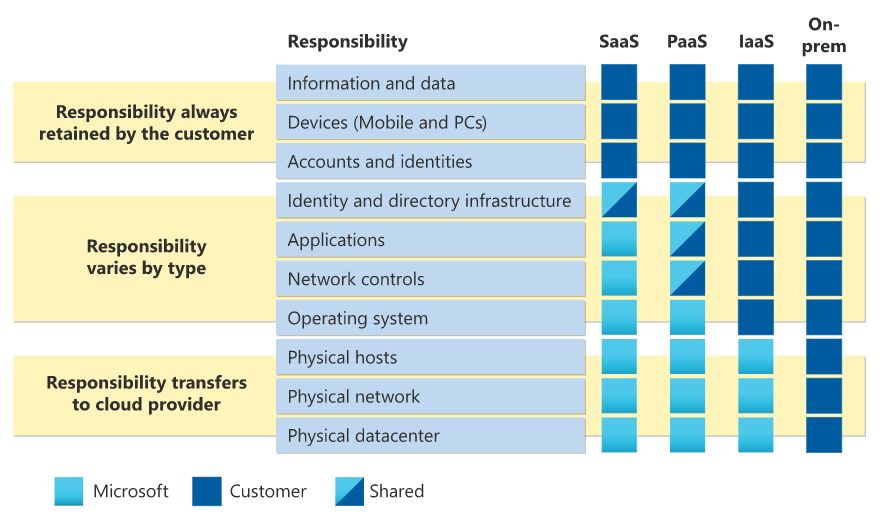 Responsibility SaaS PaaS IaaS On-
prem
Information and data
Responsibility always
retained by the customer
Devices (Mobile and PCs)
Accounts and identities
Identity and directory infrastructure
Responsibility
varies by type
Applications
Network controls
Operating system
Physical hosts
Responsibility transfers
to cloud provider
Physical network
Physical datacenter
Microsoft Customer Shared